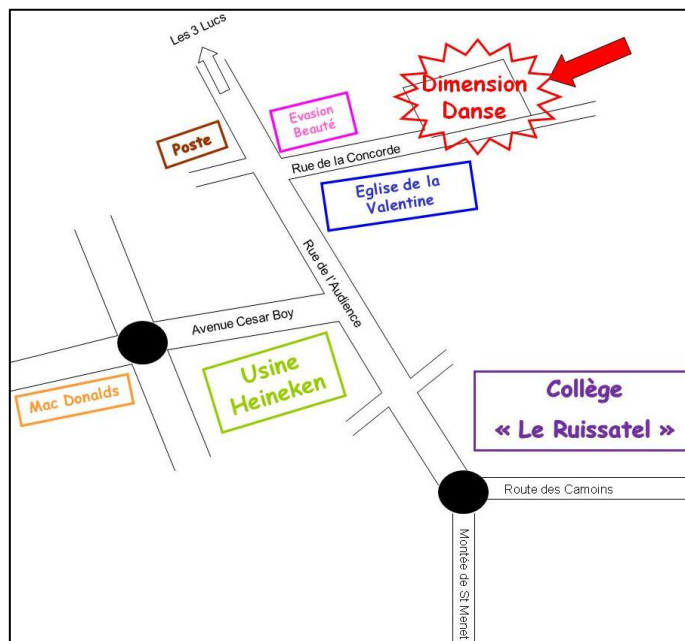 Les 3 Lucs
Dimension
Danse
Evasion
Beauté
Poste
Rue de la Concorde
Eglise de la
Valentine
Rue de l'Audience
Avenue Cesar Boy
Usine
Heineken
Mac Donalds
Collège
« Le Ruissatel »
Route des Camoins
Montée de St Menet